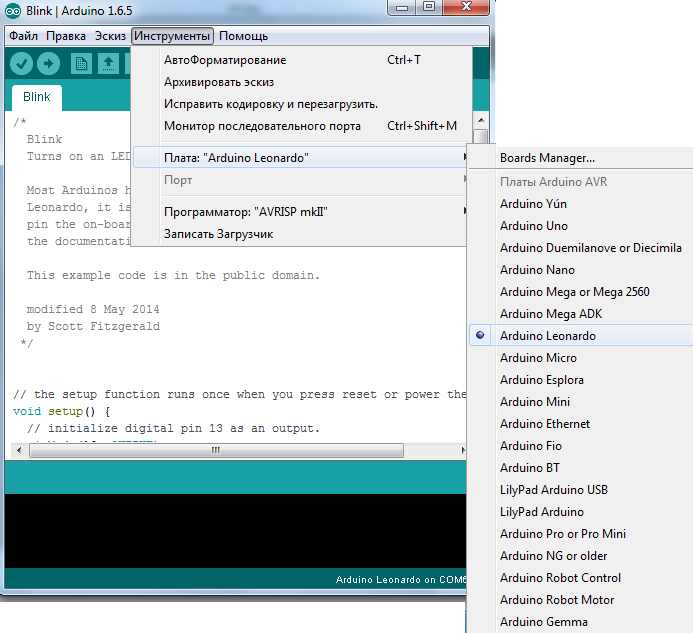 Blink | Arduino 1.6.5
Файл Правка Эскиз Инструменты Помощь
АвтоФорматирование Ctrl+T
Архивировать эскиз
Исправить кодировку и перезагрузить.
Монитор последовательного порта Ctrl+Shift+M
Плата: "Arduino Leonardo"
Порт
Программатор: "AVRISP mkII"
Записать Загрузчик
Boards Manager...
Платы Arduino AVR
Arduino Yún
Arduino Uno
Arduino Duemilanove or Diecimila
Arduino Nano
Arduino Mega or Mega 2560
Arduino Mega ADK
Arduino Leonardo
Arduino Micro
Arduino Esplora
Arduino Mini
Arduino Ethernet
Arduino Fio
Arduino BT
LilyPad Arduino USB
LilyPad Arduino
Arduino Pro or Pro Mini
Arduino NG or older
Arduino Robot Control
Arduino Robot Motor
Arduino Gemma
Blink
/*
Blink
Turns on an LED
Most Arduinos h
Leonardo, it is
pin the on-boar
the documentati
This example code is in the public domain.
modified 8 May 2014
by Scott Fitzgerald
*/
// the setup function runs once when you press reset or power the
void setup() {
// initialize digital pin 13 as an output.
Arduino Leonardo on COM6